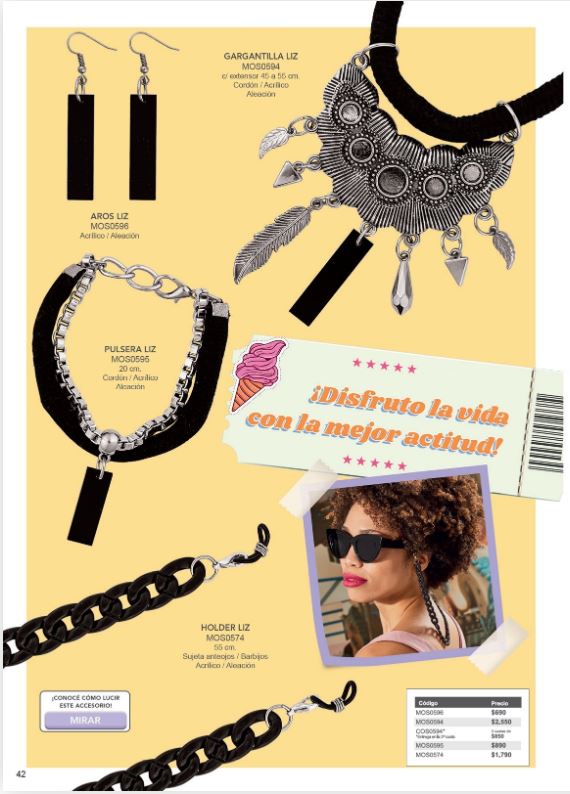 GARGANTILLA LIZ
MOS0594
c/ extensor 45 a 55 cm.
Cordón / Acrílico
Aleación
AROS LIZ
MOS0596
Acrílico / Aleación
PULSERA LIZ
MOS0595
20 cm.
Cordón / Acrílico
Aleación
¡Disfruto la vida
con la mejor actitud!
HOLDER LIZ
MOS0574
55 cm.
Sujeta anteojos / Barbijos
Acrílico / Aleación
¡CONOCÉ CÓMO LUCIR
ESTE ACCESORIO!
MIRAR
Código Precio
MOS0596 $690
MOS0594 $2,550
COS0594*
$850
MOS0595 $890
MOS0574 $1,790
42